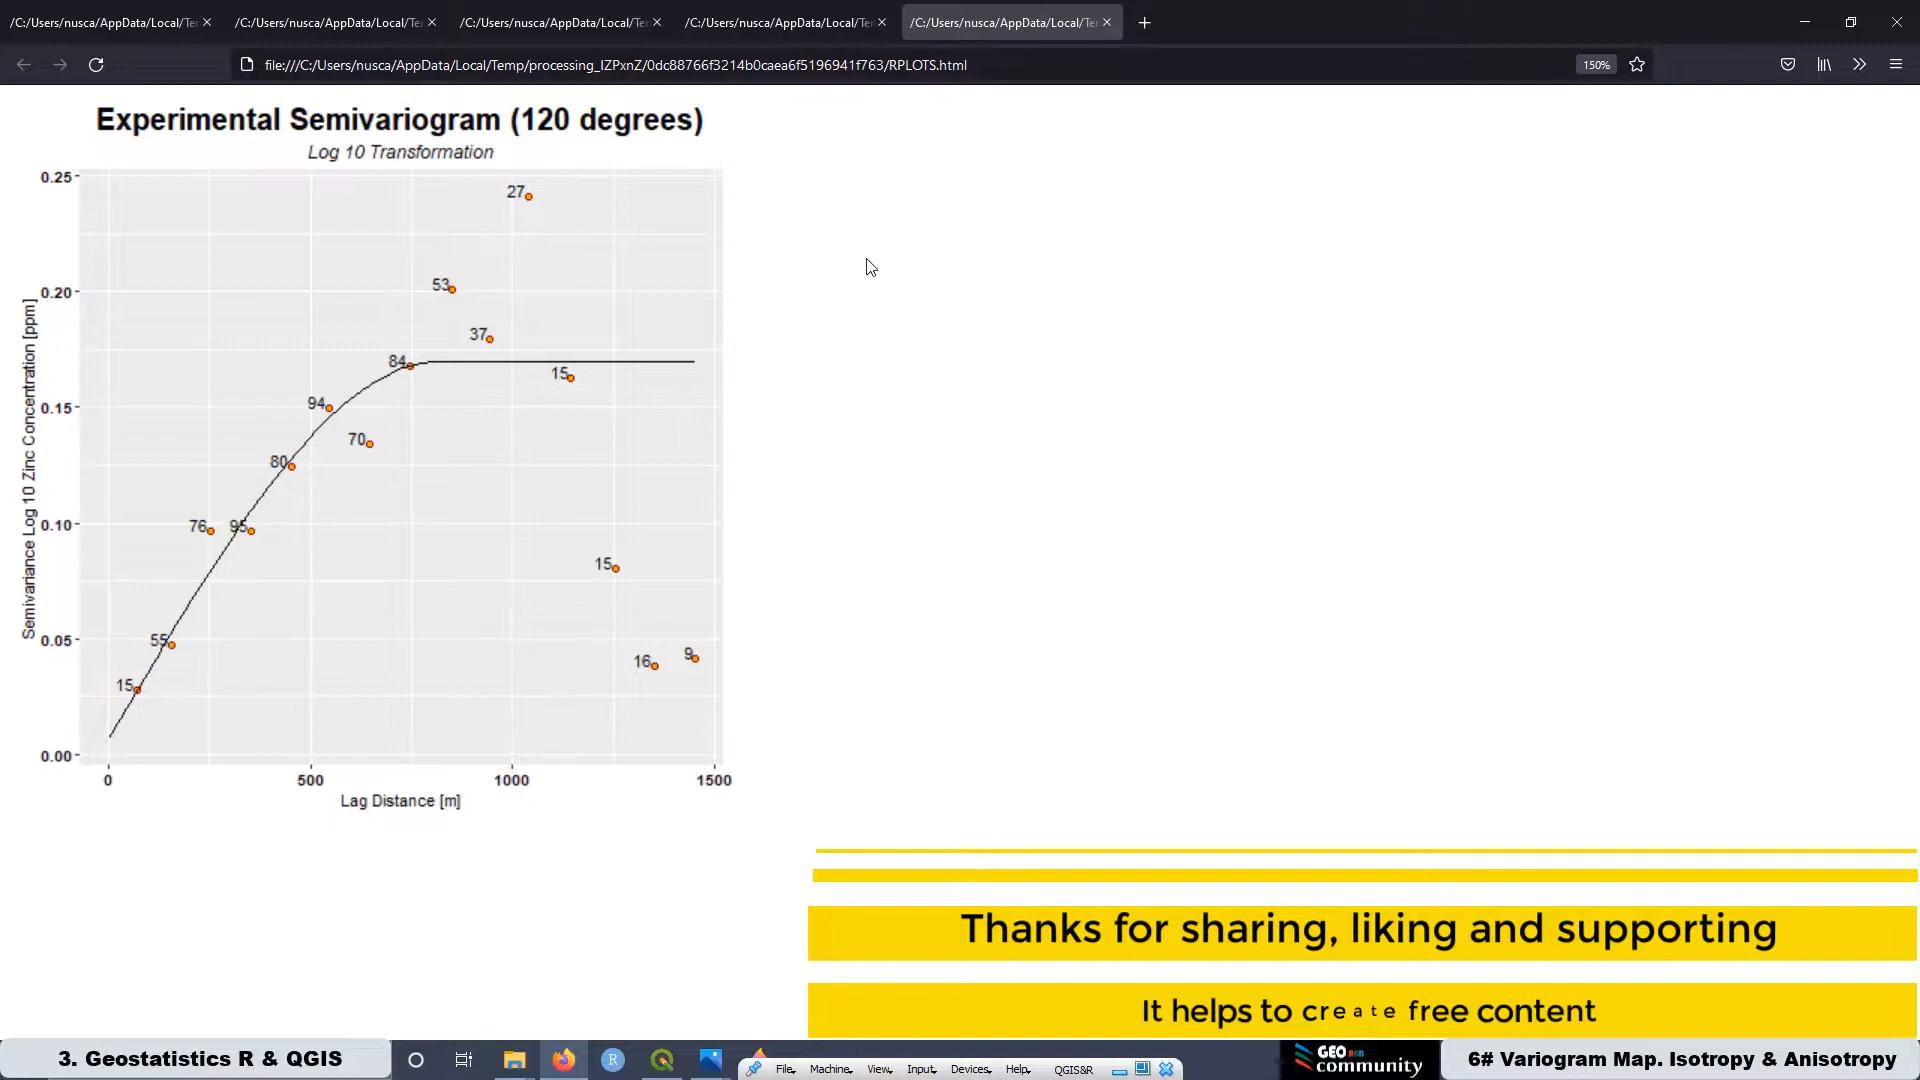 /C:/Users/nusca/AppData/Local/Te
/C:/Users/nusca/AppData/Local/Te
/C:/Users/nusca/AppData/Local/Te
/C:/Users/nusca/AppData/Local/Te
/C:/Users/nusca/AppData/Local/Te
file:///C:/Users/nusca/AppData/Local/Temp/processing_IZPxnZ/0dc88766f3214b0caea6f5196941f763/RPLOTS.html
150%
Experimental Semivariogram (120 degrees)
Log 10 Transformation
Semivariance Log 10 Zinc Concentration [ppm]
0.25
0.20
0.15
0.10
0.05
0.00
27
53
37
84
15
94
70
80
76
95
15
55
16
9
15
0
500
1000
1500
Lag Distance [m]
Thanks for sharing, liking and supporting
It helps to create free content
3. Geostatistics R & QGIS
R
File
Machine
View
Input
Devices
Help
QGIS&R
GEO RGB
community
6# Variogram Map. Isotropy & Anisotropy